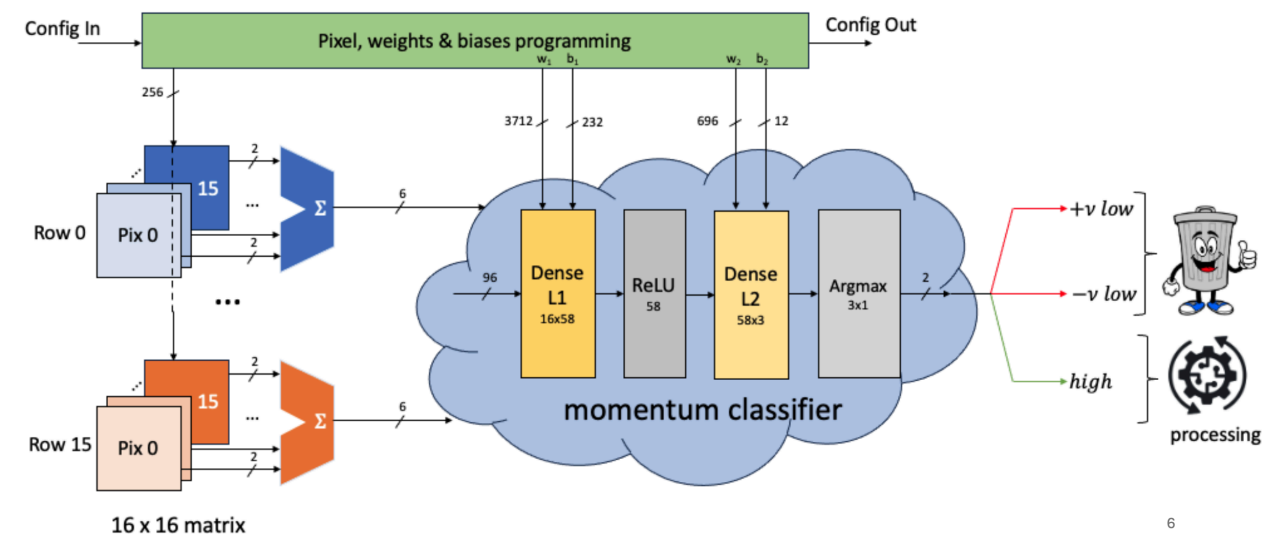 Config In
Pixel, weights & biases programming
Config Out
w₁ b₁ w₂ b₂
256
3712 232 696 12
15
2
...
2
Σ
6
Row 0
Pix 0
...
15
2
...
2
Σ
6
Row 15
Pix 0
16 x 16 matrix
96
Dense
L1
16x58
ReLU
58
Dense
L2
58x3
Argmax
3x1
2
momentum classifier
+ν low
−ν low
high
processing
6